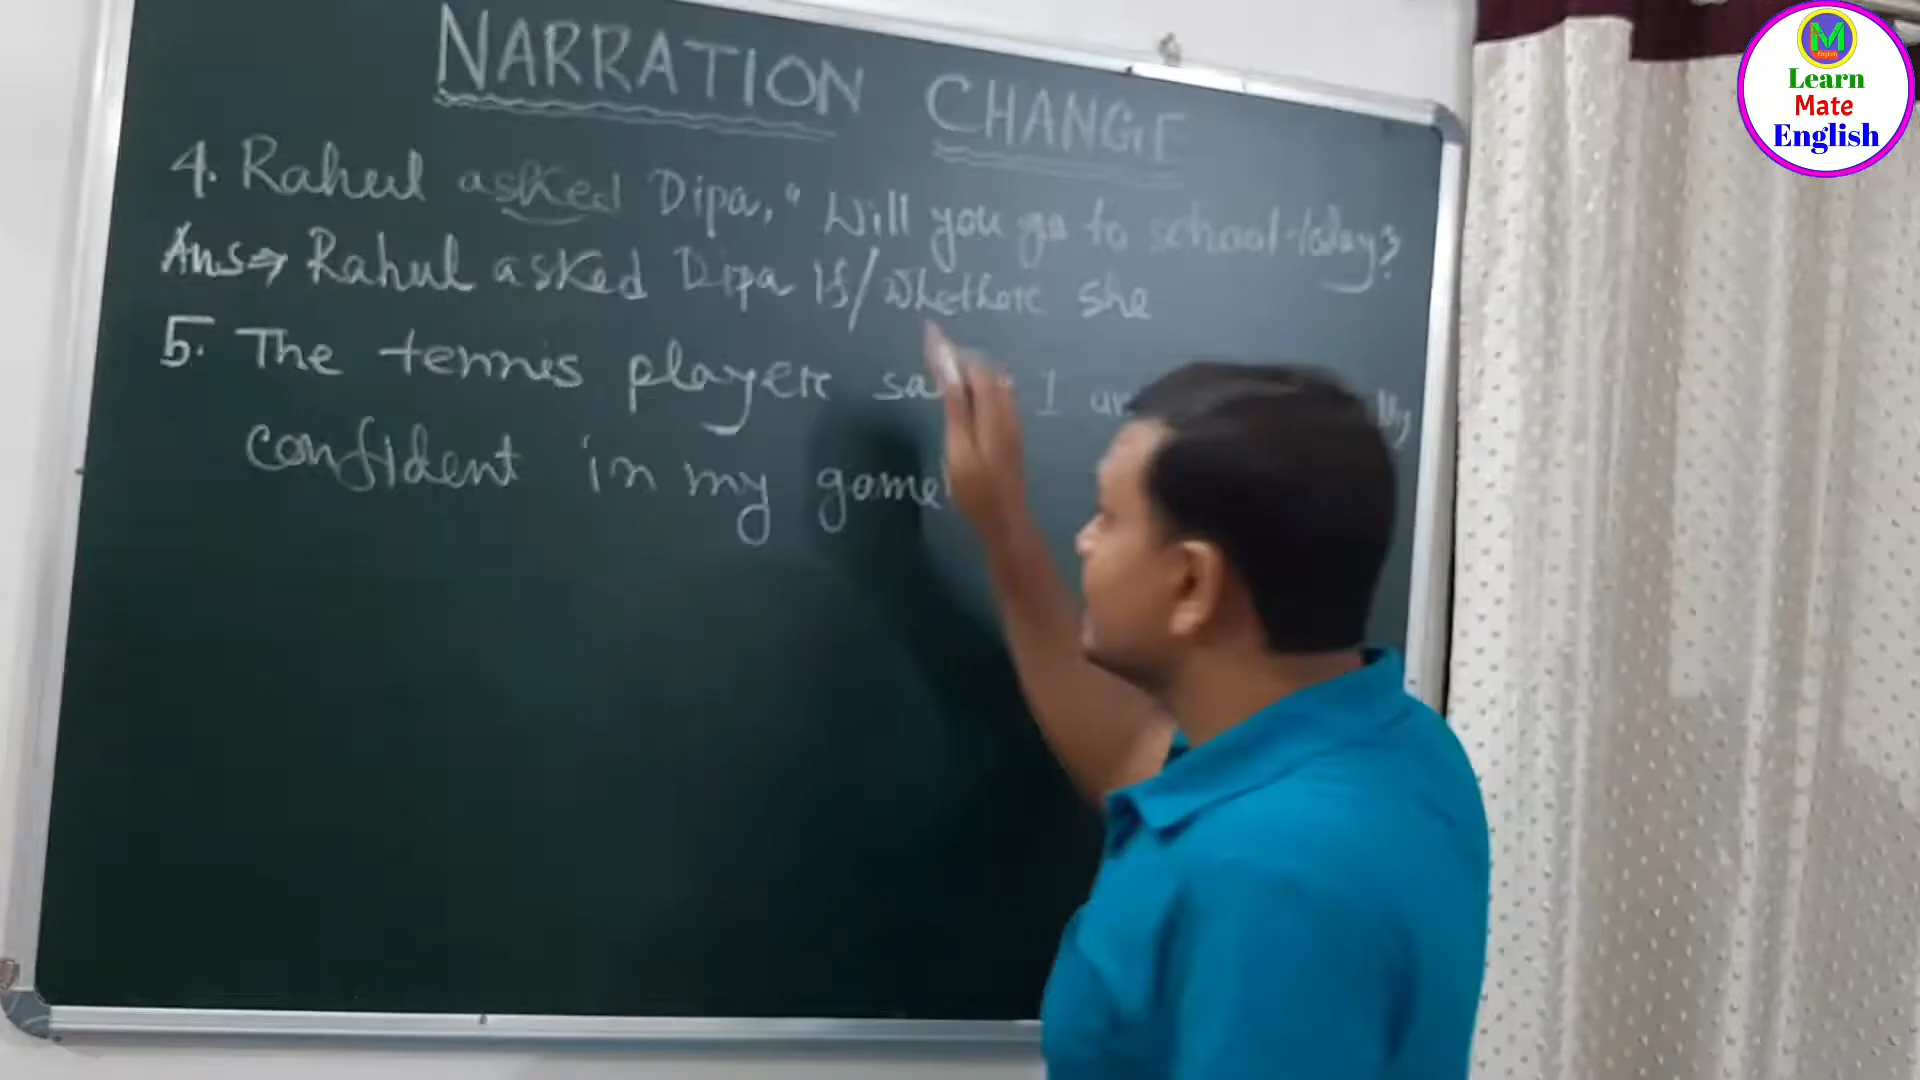 NARRATION CHANGE
4. Rahul asked Dipa, "Will you go to school today?
Ans⇒ Rahul asked Dipa If/Whether she
5. The tennis player sa I
confident in my game
M
English
Learn
Mate
English